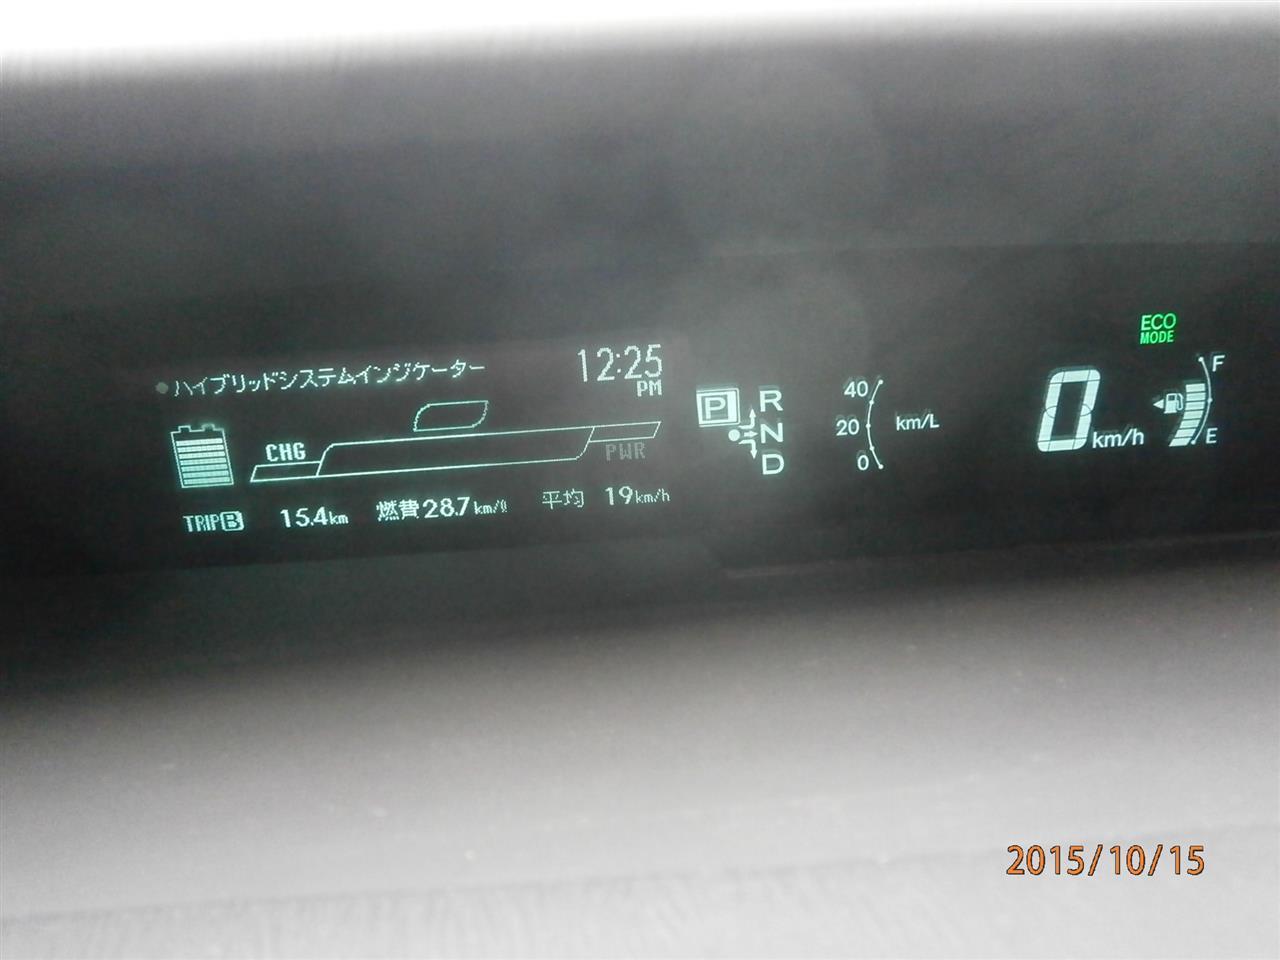 ハイブリッドシステムインジケーター
12:25
PM
CHG
PWR
TRIP B 15.4km 燃費28.7km/l 平均 19km/h
P
R
N
D
40
20
0
km/L
ECO
MODE
0km/h
F
E
2015/10/15